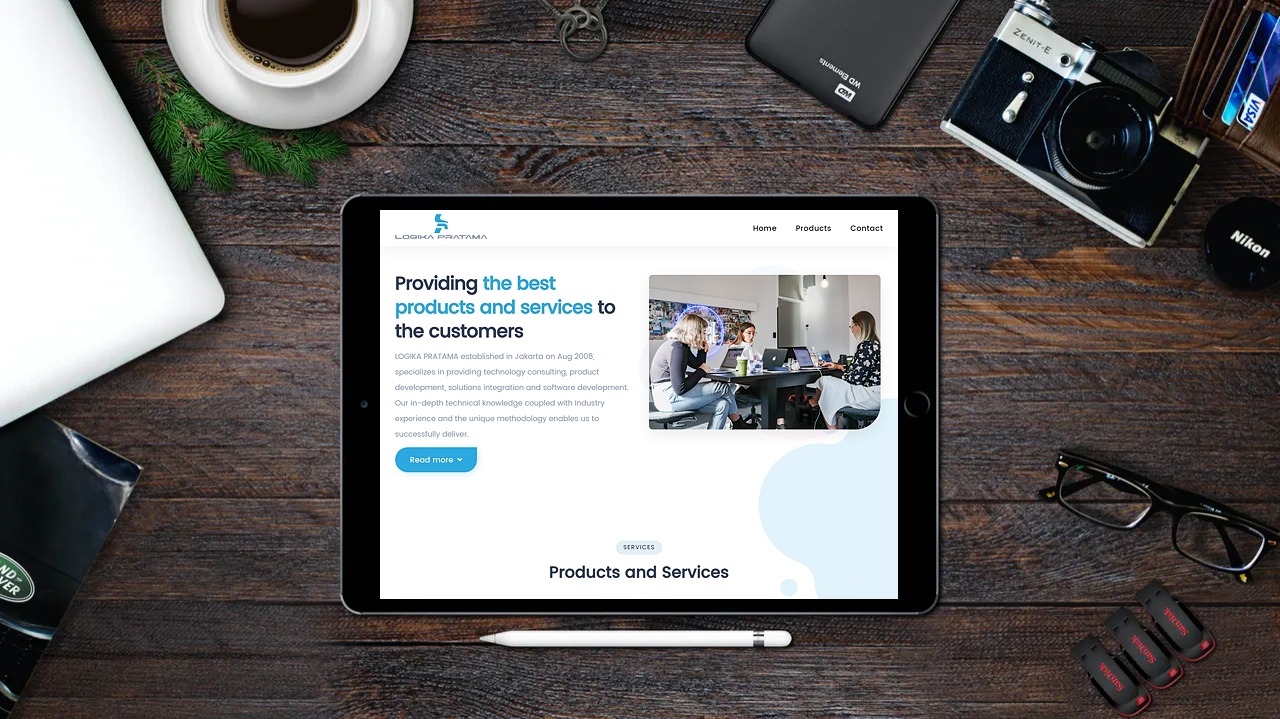 ZENIT-E
WD Elements
WD
VISA
Nikon
LOGIKA PRATAMA
Home Products Contact
Providing the best
products and services to
the customers
LOGIKA PRATAMA established in Jakarta on Aug 2008,
specializes in providing technology consulting, product
development, solutions integration and software development.
Our in-depth technical knowledge coupled with Industry
experience and the unique methodology enables us to
successfully deliver.
Read more
SERVICES
Products and Services
SanDisk
SanDisk
SanDisk